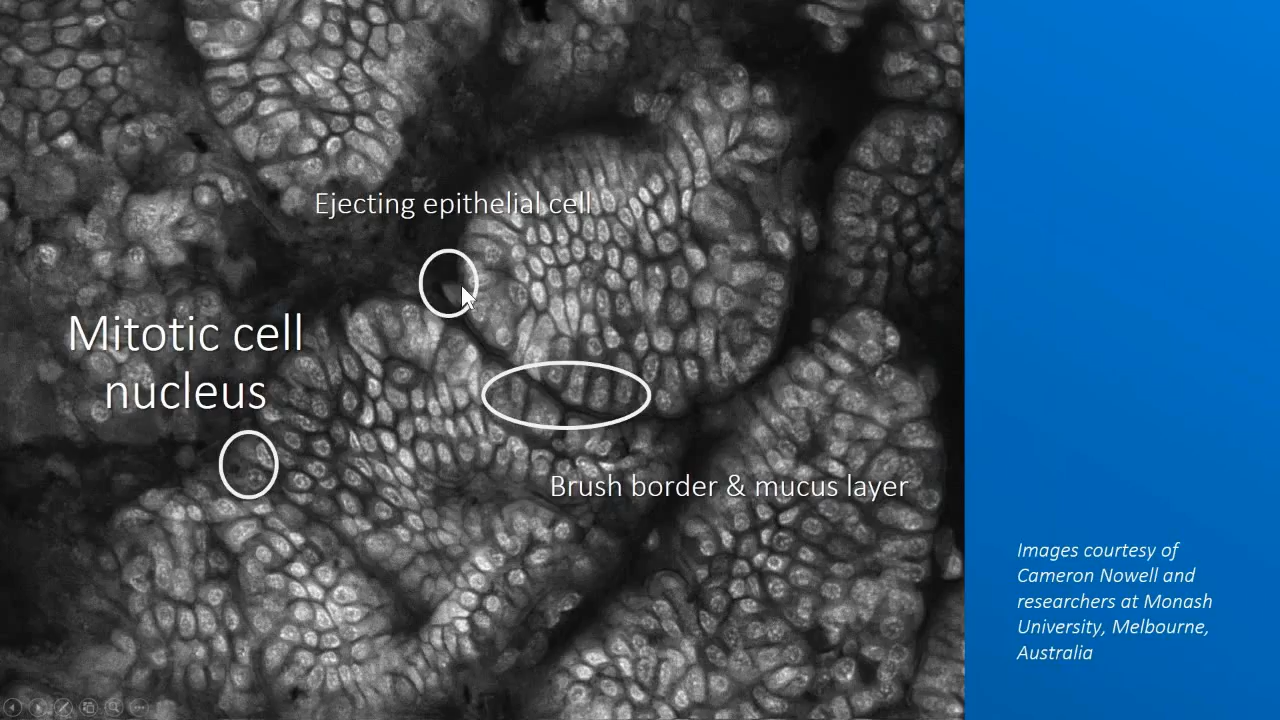 Ejecting epithelial cell
Mitotic cell
nucleus
Brush border & mucus layer
Images courtesy of
Cameron Nowell and
researchers at Monash
University, Melbourne,
Australia